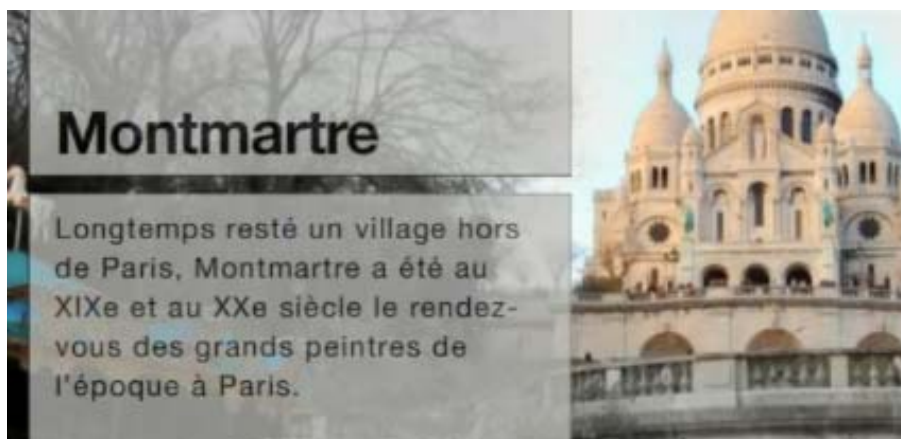 Montmartre
Longtemps resté un village hors
de Paris, Montmartre a été au
XIXe et au XXe siècle le rendez-
vous des grands peintres de
l'époque à Paris.